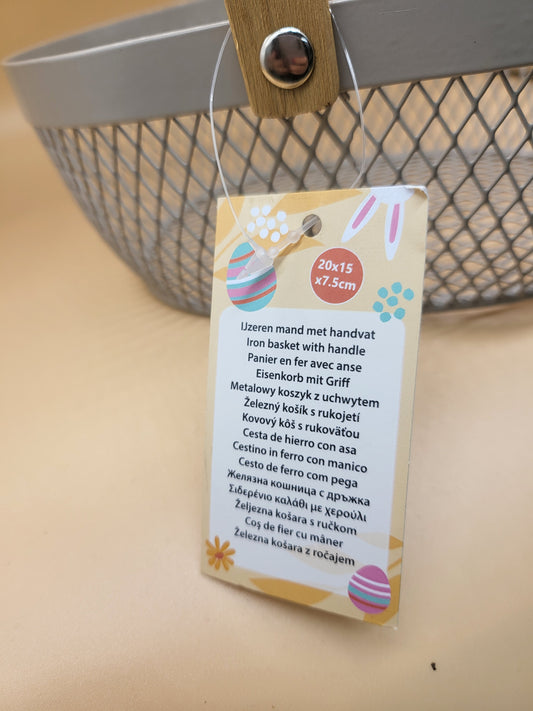 20x15
x7.5cm
IJzeren mand met handvat
Iron basket with handle
Panier en fer avec anse
Eisenkorb mit Griff
Metalowy koszyk z uchwytem
Železný košík s rukojetí
Kovový kôš s rukoväťou
Cesta de hierro con asa
Cestino in ferro con manico
Cesto de ferro com pega
Желязна кошница с дръжка
Σιδερένιο καλάθι με χερούλι
Željezna košara s ručkom
Coș de fier cu mâner
Železna košara z ročajem